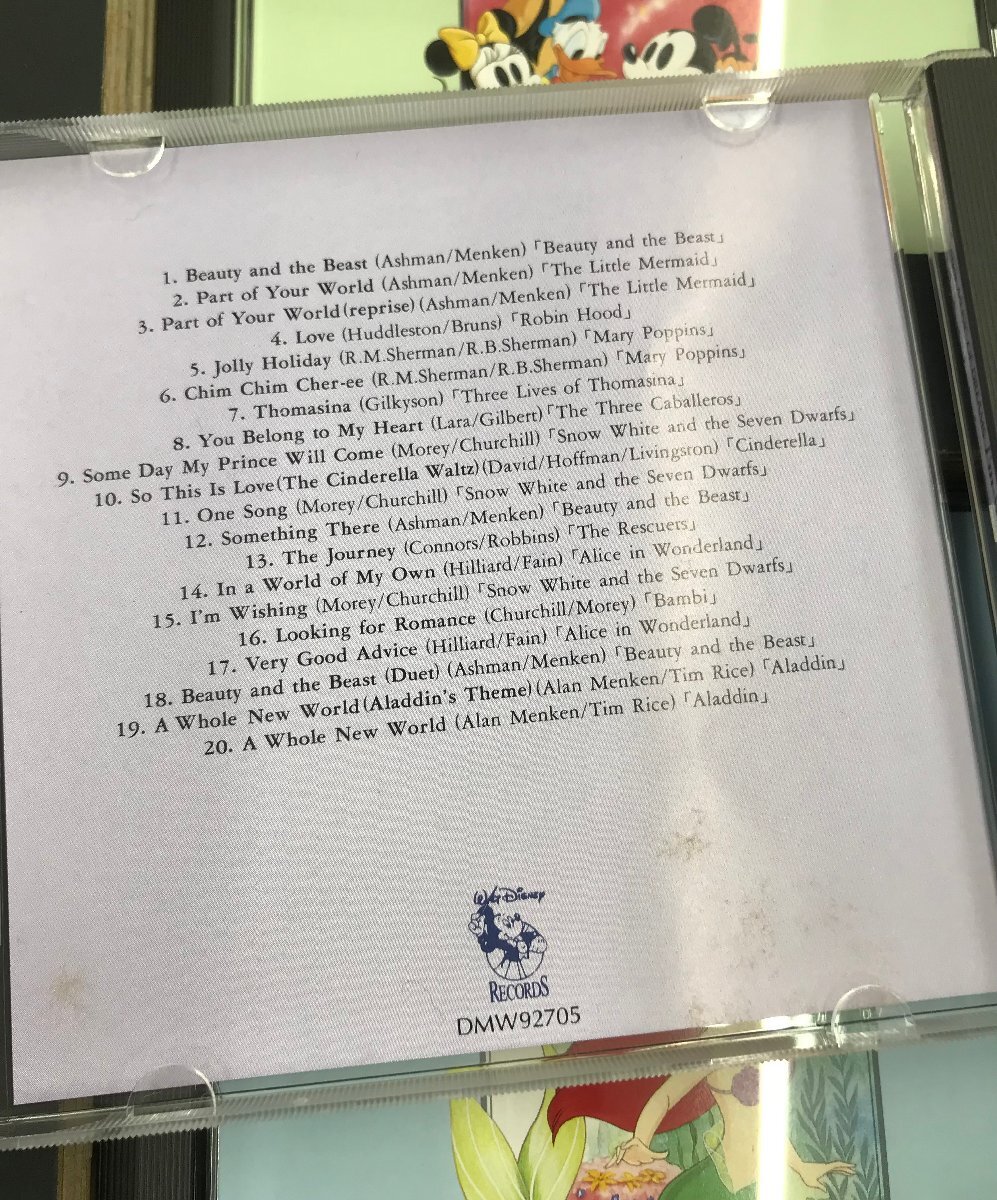 1. Beauty and the Beast (Ashman/Menken)「Beauty and the Beast」
2. Part of Your World (Ashman/Menken)「The Little Mermaid」
3. Part of Your World(reprise)(Ashman/Menken)「The Little Mermaid」
4. Love (Huddleston/Bruns)「Robin Hood」
5. Jolly Holiday (R.M.Sherman/R.B.Sherman)「Mary Poppins」
6. Chim Chim Cher-ee (R.M.Sherman/R.B.Sherman)「Mary Poppins」
7. Thomasina (Gilkyson)「Three Lives of Thomasina」
8. You Belong to My Heart (Lara/Gilbert)「The Three Caballeros」
9. Some Day My Prince Will Come (Morey/Churchill)「Snow White and the Seven Dwarfs」
10. So This Is Love(The Cinderella Waltz)(David/Hoffman/Livingsron)「Cinderella」
11. One Song (Morey/Churchill)「Snow White and the Seven Dwarfs」
12. Something There (Ashman/Menken)「Beauty and the Beast」
13. The Journey (Connors/Robbins)「The Rescuers」
14. In a World of My Own (Hilliard/Fain)「Alice in Wonderland」
15. I'm Wishing (Morey/Churchill)「Snow White and the Seven Dwarfs」
16. Looking for Romance (Churchill/Morey)「Bambi」
17. Very Good Advice (Hilliard/Fain)「Alice in Wonderland」
18. Beauty and the Beast (Duet) (Ashman/Menken)「Beauty and the Beast」
19. A Whole New World(Aladdin's Theme)(Alan Menken/Tim Rice)「Aladdin」
20. A Whole New World (Alan Menken/Tim Rice)「Aladdin」
Walt Disney
RECORDS
DMW92705